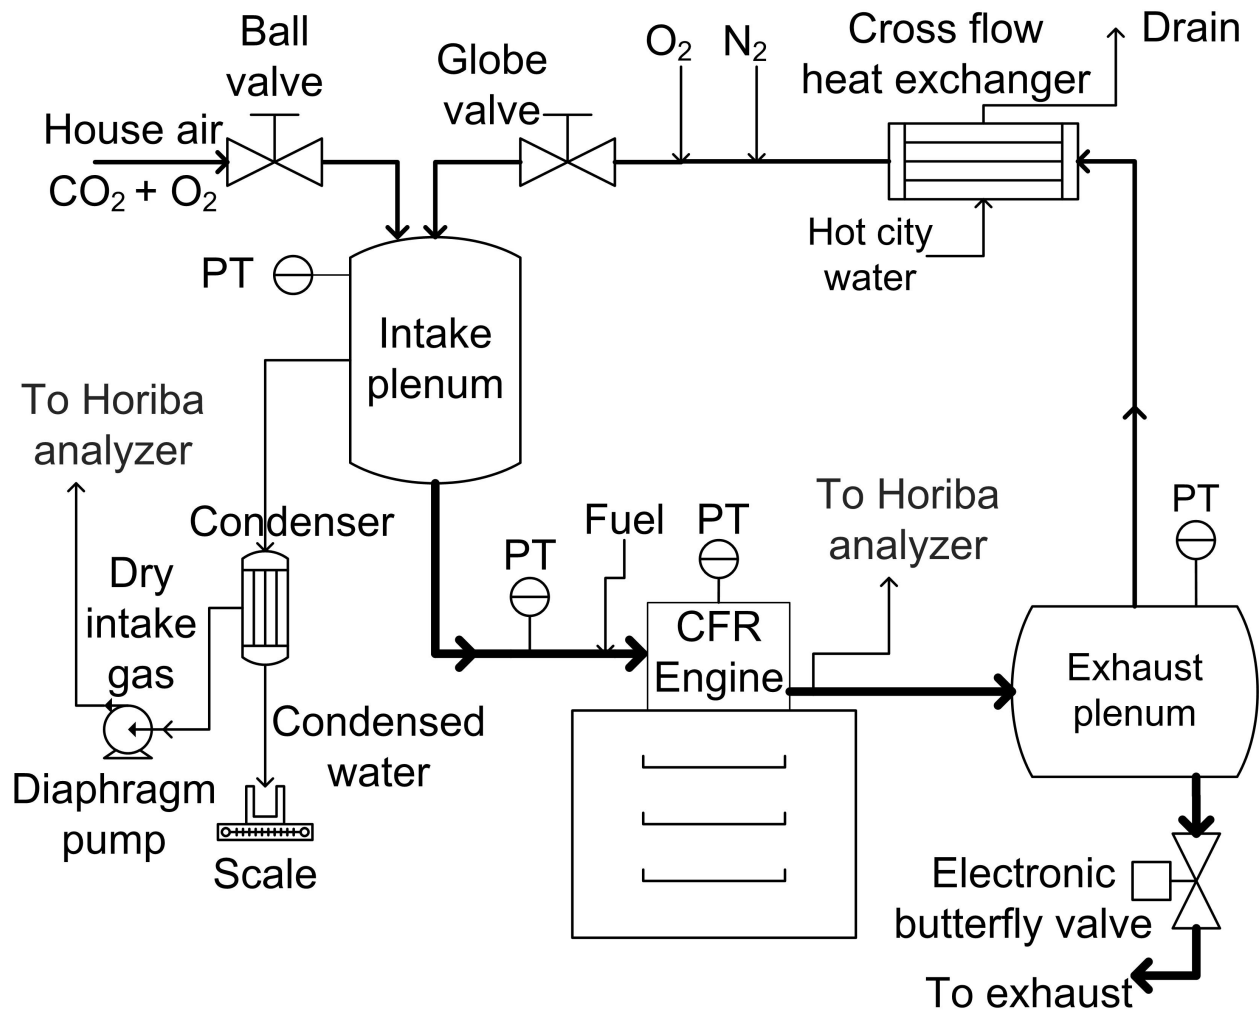 Ball
valve
House air
CO₂ + O₂
Globe
valve
O₂
N₂
Cross flow
heat exchanger
Drain
Hot city
water
PT
Intake
plenum
To Horiba
analyzer
Condenser
Dry
intake
gas
Condensed
water
Diaphragm
pump
Scale
PT
Fuel
PT
CFR
Engine
To Horiba
analyzer
PT
Exhaust
plenum
Electronic
butterfly valve
To exhaust